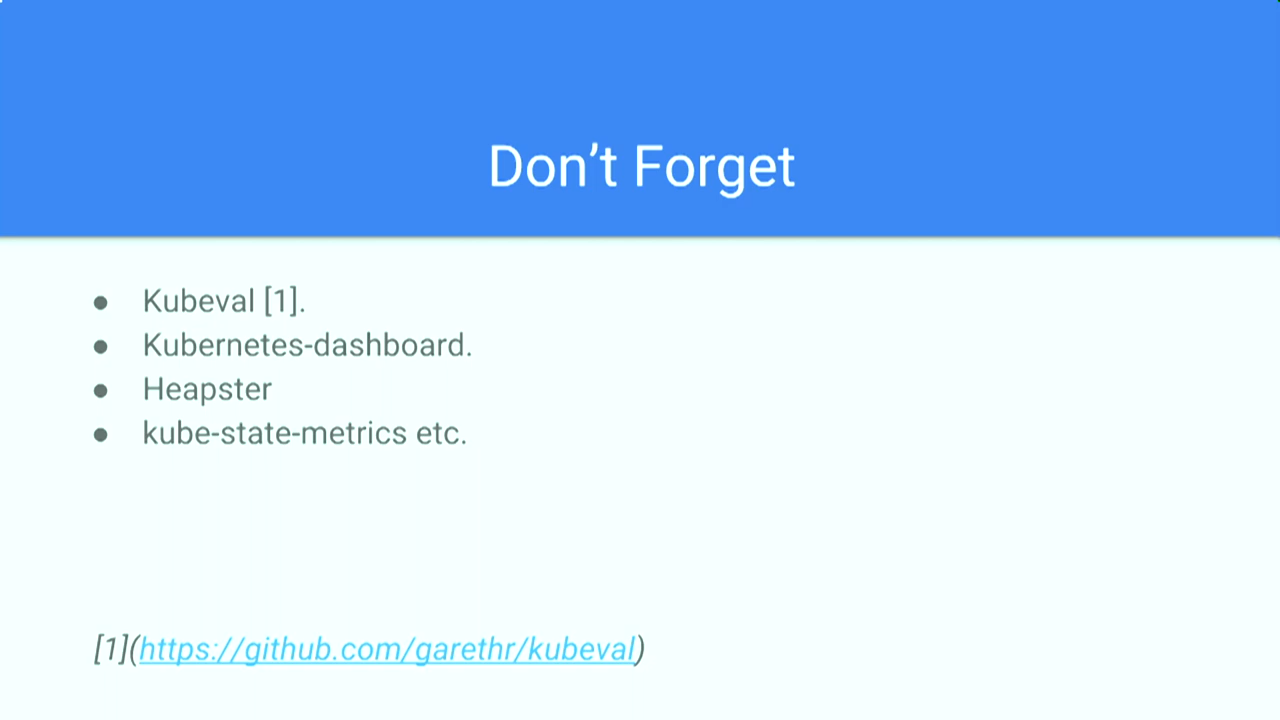 Don’t Forget
● Kubeval [1].
● Kubernetes-dashboard.
● Heapster
● kube-state-metrics etc.
[1](https://github.com/garethr/kubeval)